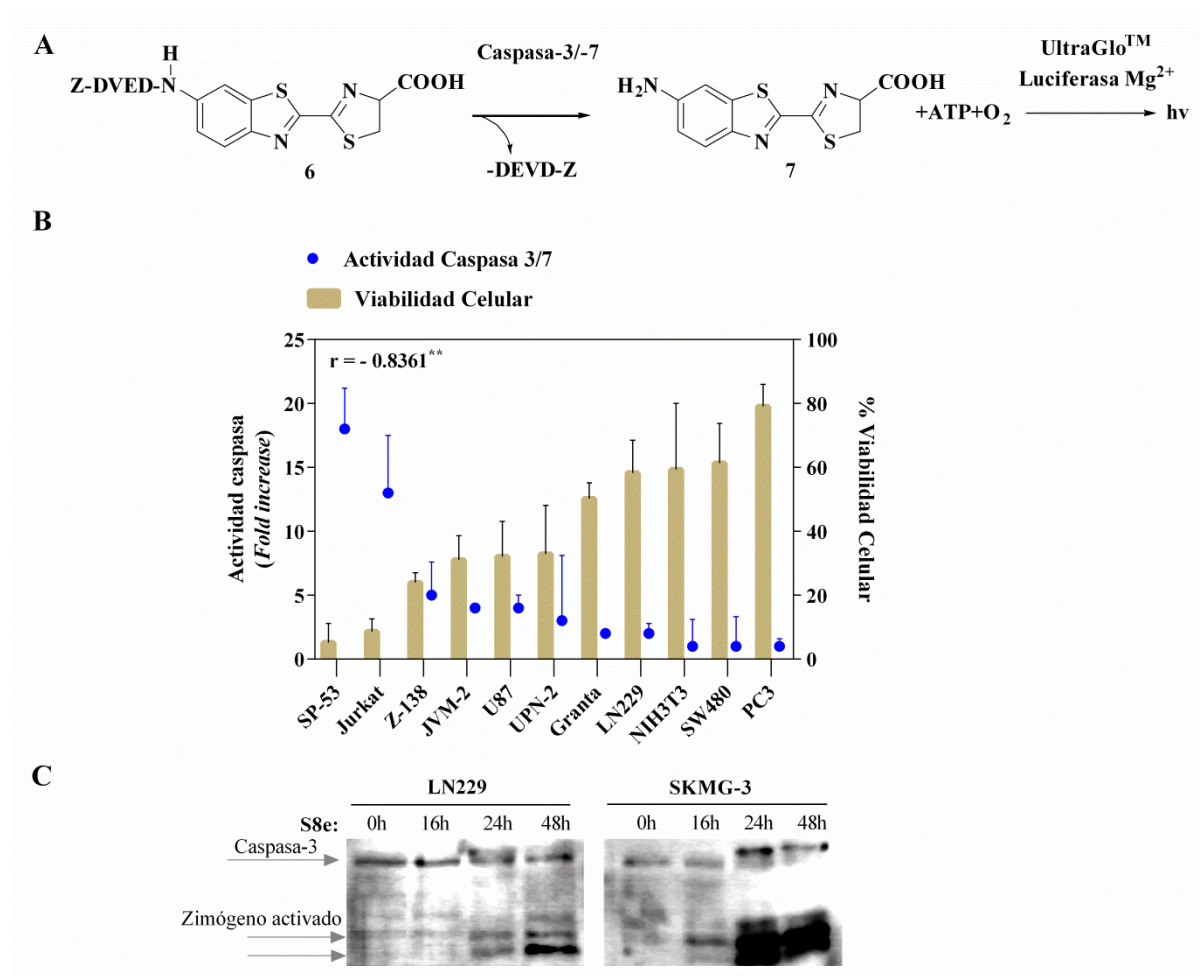 A
H
Z-DVED-N
S
N
COOH
N
S
6
Caspasa-3/-7
-DEVD-Z
H₂N
S
N
COOH
N
S
7
+ATP+O₂
UltraGlo™
Luciferasa Mg²⁺
hν
B
Actividad Caspasa 3/7
Viabilidad Celular
r = - 0.8361**
Actividad caspasa
(Fold increase)
25
20
15
10
5
0
100
80
60
40
20
0
% Viabilidad Celular
SP-53
Jurkat
Z-138
JVM-2
U87
UPN-2
Granta
LN229
NIH3T3
SW480
PC3
C
LN229
SKMG-3
S8e: 0h 16h 24h 48h 0h 16h 24h 48h
Caspasa-3
Zimógeno activado